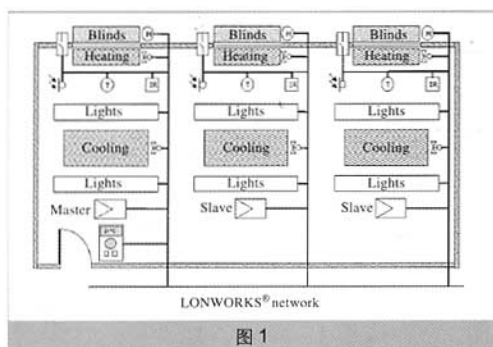 Blinds M Blinds M Blinds M
Heating Heating Heating
T T T
Lights Lights Lights
Cooling Cooling Cooling
Lights Lights Lights
Master Slave Slave
LONWORKS® network
图 1